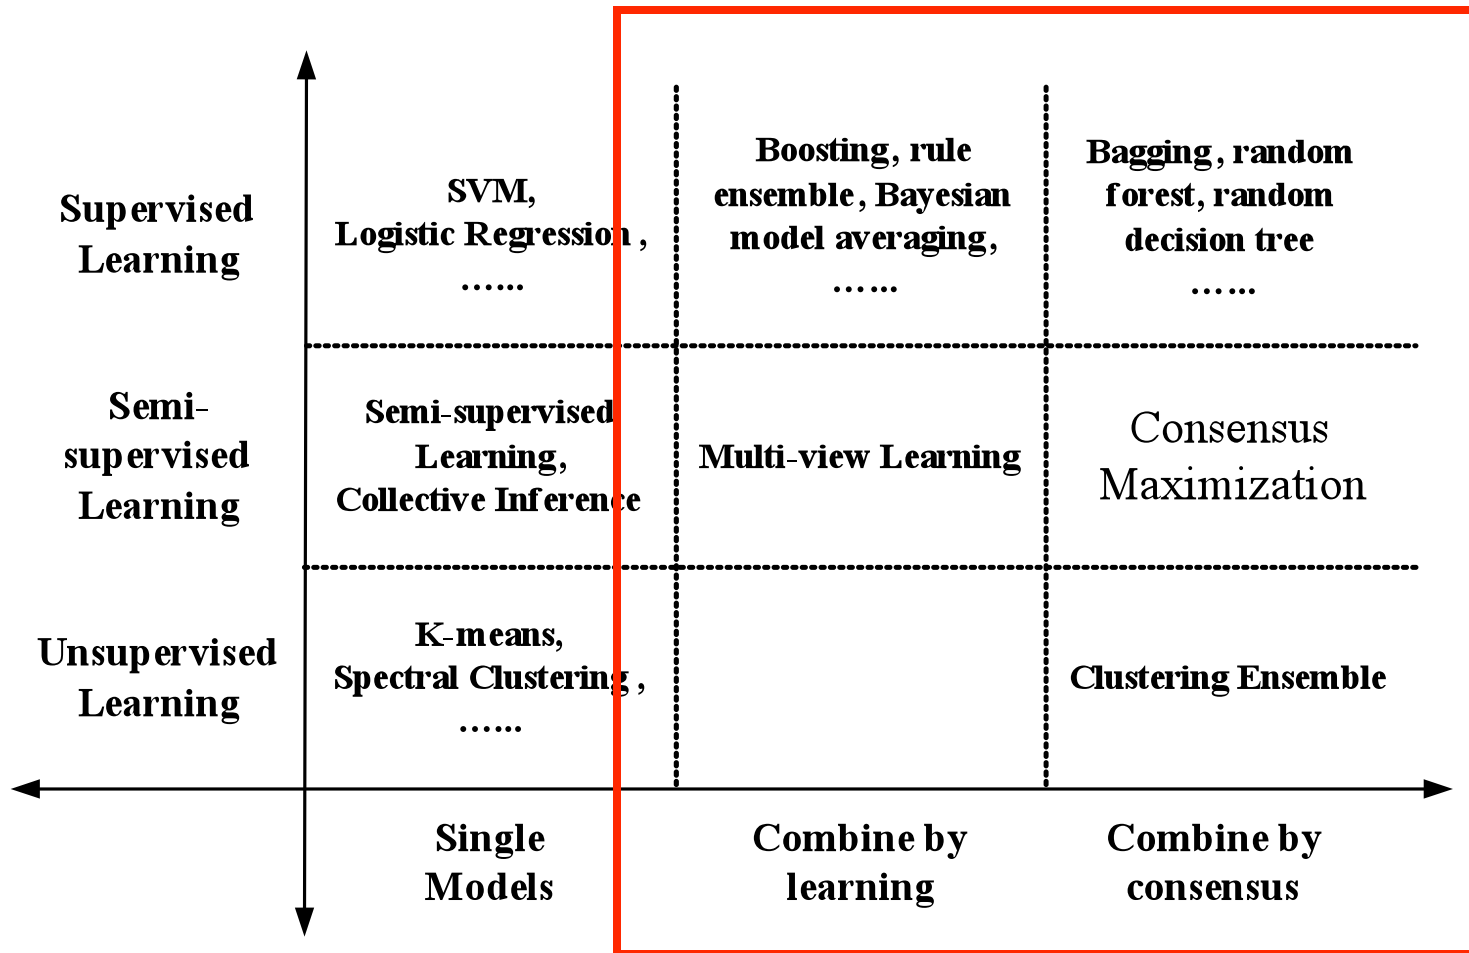 Supervised
Learning
SVM,
Logistic Regression ,
…...
Boosting, rule
ensemble, Bayesian
model averaging,
…...
Bagging, random
forest, random
decision tree
…...
Semi-
supervised
Learning
Semi-supervised
Learning,
Collective Inference
Multi-view Learning
Consensus
Maximization
Unsupervised
Learning
K-means,
Spectral Clustering ,
…...
Clustering Ensemble
Single
Models
Combine by
learning
Combine by
consensus